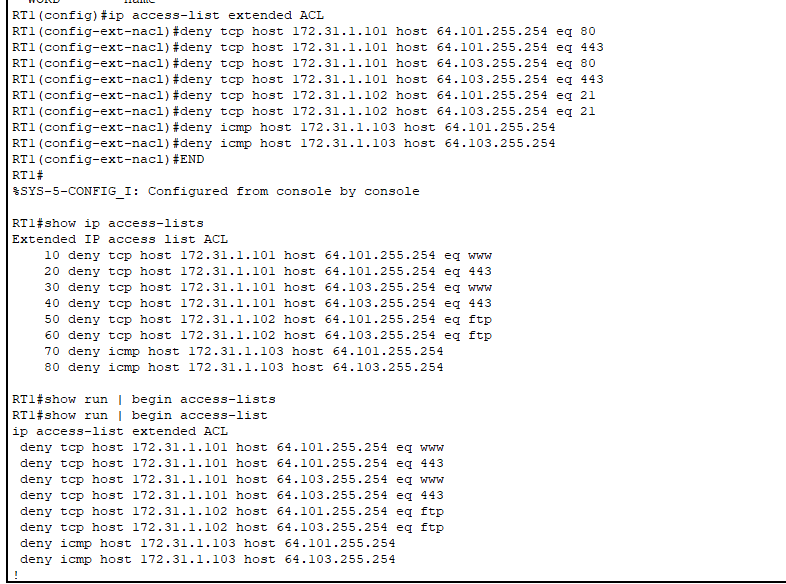 WORD name
RT1(config)#ip access-list extended ACL
RT1(config-ext-nacl)#deny tcp host 172.31.1.101 host 64.101.255.254 eq 80
RT1(config-ext-nacl)#deny tcp host 172.31.1.101 host 64.101.255.254 eq 443
RT1(config-ext-nacl)#deny tcp host 172.31.1.101 host 64.103.255.254 eq 80
RT1(config-ext-nacl)#deny tcp host 172.31.1.101 host 64.103.255.254 eq 443
RT1(config-ext-nacl)#deny tcp host 172.31.1.102 host 64.101.255.254 eq 21
RT1(config-ext-nacl)#deny tcp host 172.31.1.102 host 64.103.255.254 eq 21
RT1(config-ext-nacl)#deny icmp host 172.31.1.103 host 64.101.255.254
RT1(config-ext-nacl)#deny icmp host 172.31.1.103 host 64.103.255.254
RT1(config-ext-nacl)#END
RT1#
%SYS-5-CONFIG_I: Configured from console by console
RT1#show ip access-lists
Extended IP access list ACL
10 deny tcp host 172.31.1.101 host 64.101.255.254 eq www
20 deny tcp host 172.31.1.101 host 64.101.255.254 eq 443
30 deny tcp host 172.31.1.101 host 64.103.255.254 eq www
40 deny tcp host 172.31.1.101 host 64.103.255.254 eq 443
50 deny tcp host 172.31.1.102 host 64.101.255.254 eq ftp
60 deny tcp host 172.31.1.102 host 64.103.255.254 eq ftp
70 deny icmp host 172.31.1.103 host 64.101.255.254
80 deny icmp host 172.31.1.103 host 64.103.255.254
RT1#show run | begin access-lists
RT1#show run | begin access-list
ip access-list extended ACL
deny tcp host 172.31.1.101 host 64.101.255.254 eq www
deny tcp host 172.31.1.101 host 64.101.255.254 eq 443
deny tcp host 172.31.1.101 host 64.103.255.254 eq www
deny tcp host 172.31.1.101 host 64.103.255.254 eq 443
deny tcp host 172.31.1.102 host 64.101.255.254 eq ftp
deny tcp host 172.31.1.102 host 64.103.255.254 eq ftp
deny icmp host 172.31.1.103 host 64.101.255.254
deny icmp host 172.31.1.103 host 64.103.255.254
!